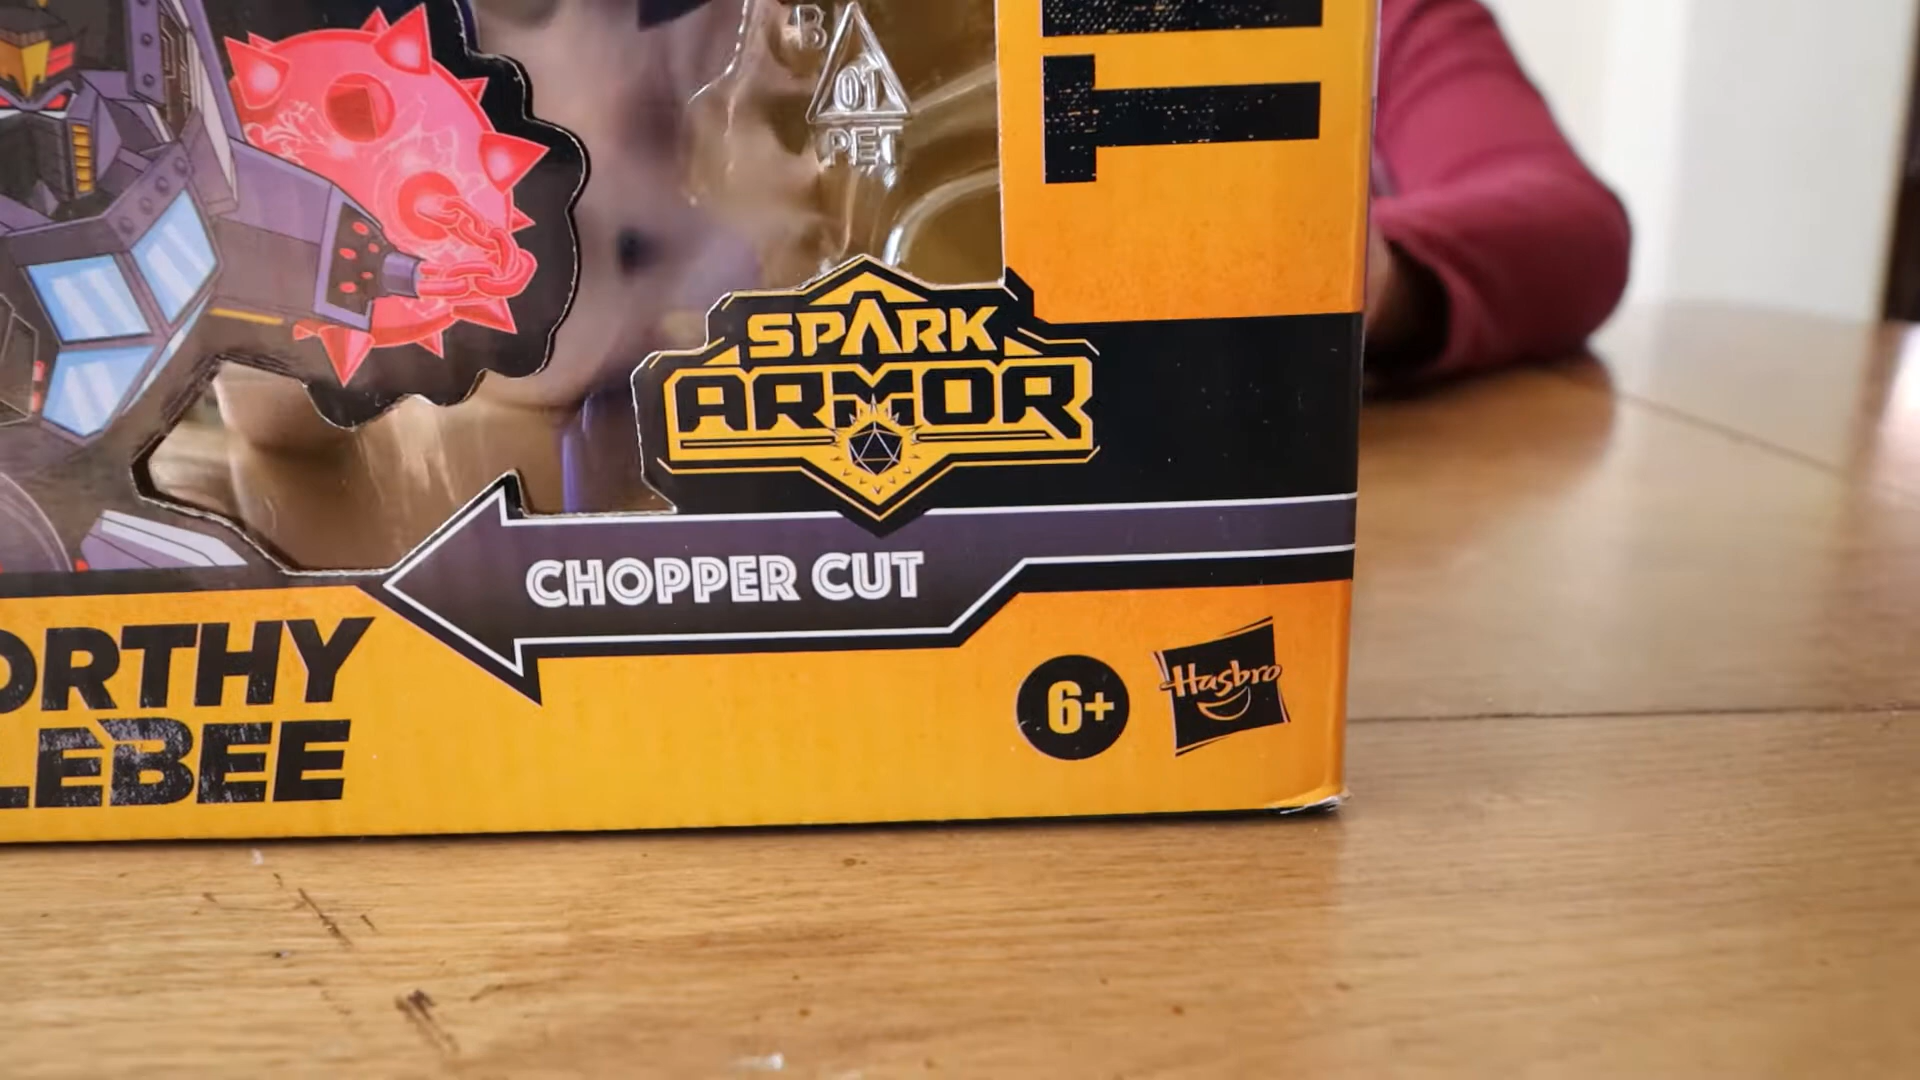 B
01
PET
SPARK
ARMOR
CHOPPER CUT
6+
Hasbro
ORTHY
LEBEE